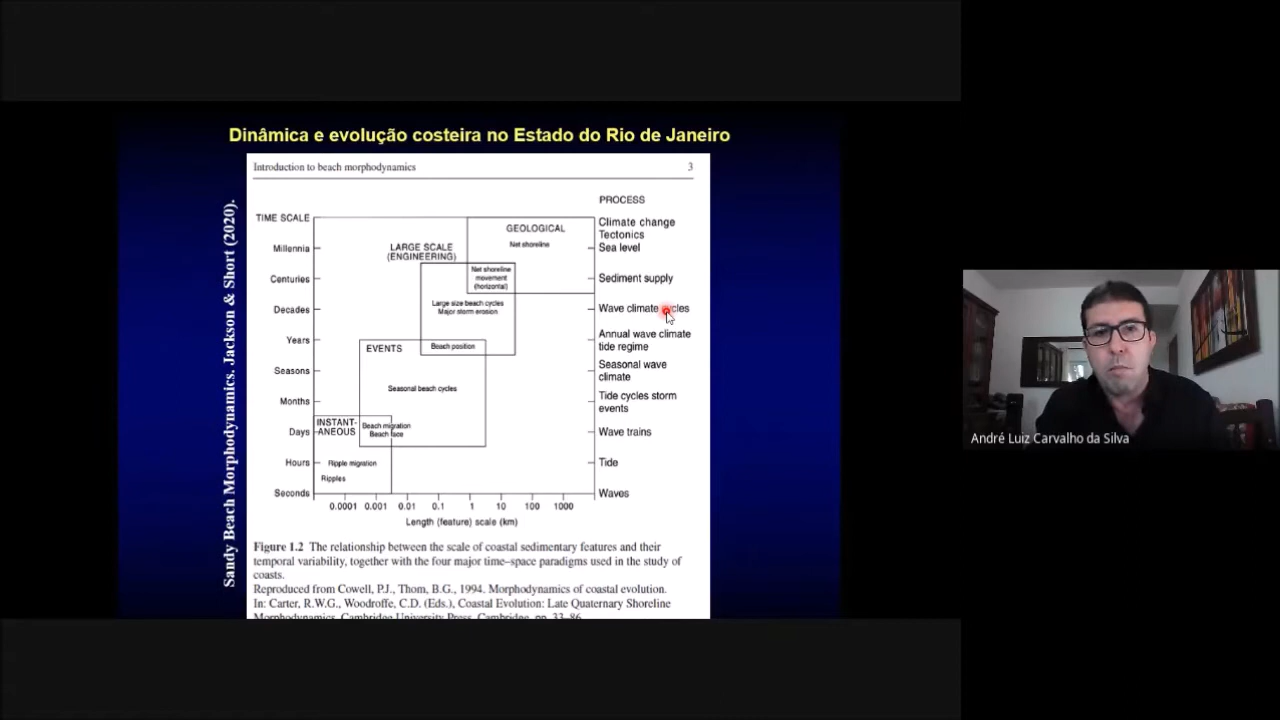 Dinâmica e evolução costeira no Estado do Rio de Janeiro
Sandy Beach Morphodynamics. Jackson & Short (2020).
Introduction to beach morphodynamics 3
PROCESS
TIME SCALE
Millennia
Centuries
Decades
Years
Seasons
Months
Days
Hours
Seconds
GEOLOGICAL
Net shoreline
LARGE SCALE
(ENGINEERING)
Net shoreline
movement
(horizontal)
Large size beach cycles
Major storm erosion
EVENTS
Beach position
Seasonal beach cycles
INSTANT-
ANEOUS
Beach migration
Beach face
Ripple migration
Ripples
Climate change
Tectonics
Sea level
Sediment supply
Wave climate cycles
Annual wave climate
tide regime
Seasonal wave
climate
Tide cycles storm
events
Wave trains
Tide
Waves
0.0001 0.001 0.01 0.1 1 10 100 1000
Length (feature) scale (km)
Figure 1.2 The relationship between the scale of coastal sedimentary features and their
temporal variability, together with the four major time–space paradigms used in the study of
coasts.
Reproduced from Cowell, P.J., Thom, B.G., 1994. Morphodynamics of coastal evolution.
In: Carter, R.W.G., Woodroffe, C.D. (Eds.), Coastal Evolution: Late Quaternary Shoreline
Morphodynamics. Cambridge University Press, Cambridge, pp. 33–86.
André Luiz Carvalho da Silva